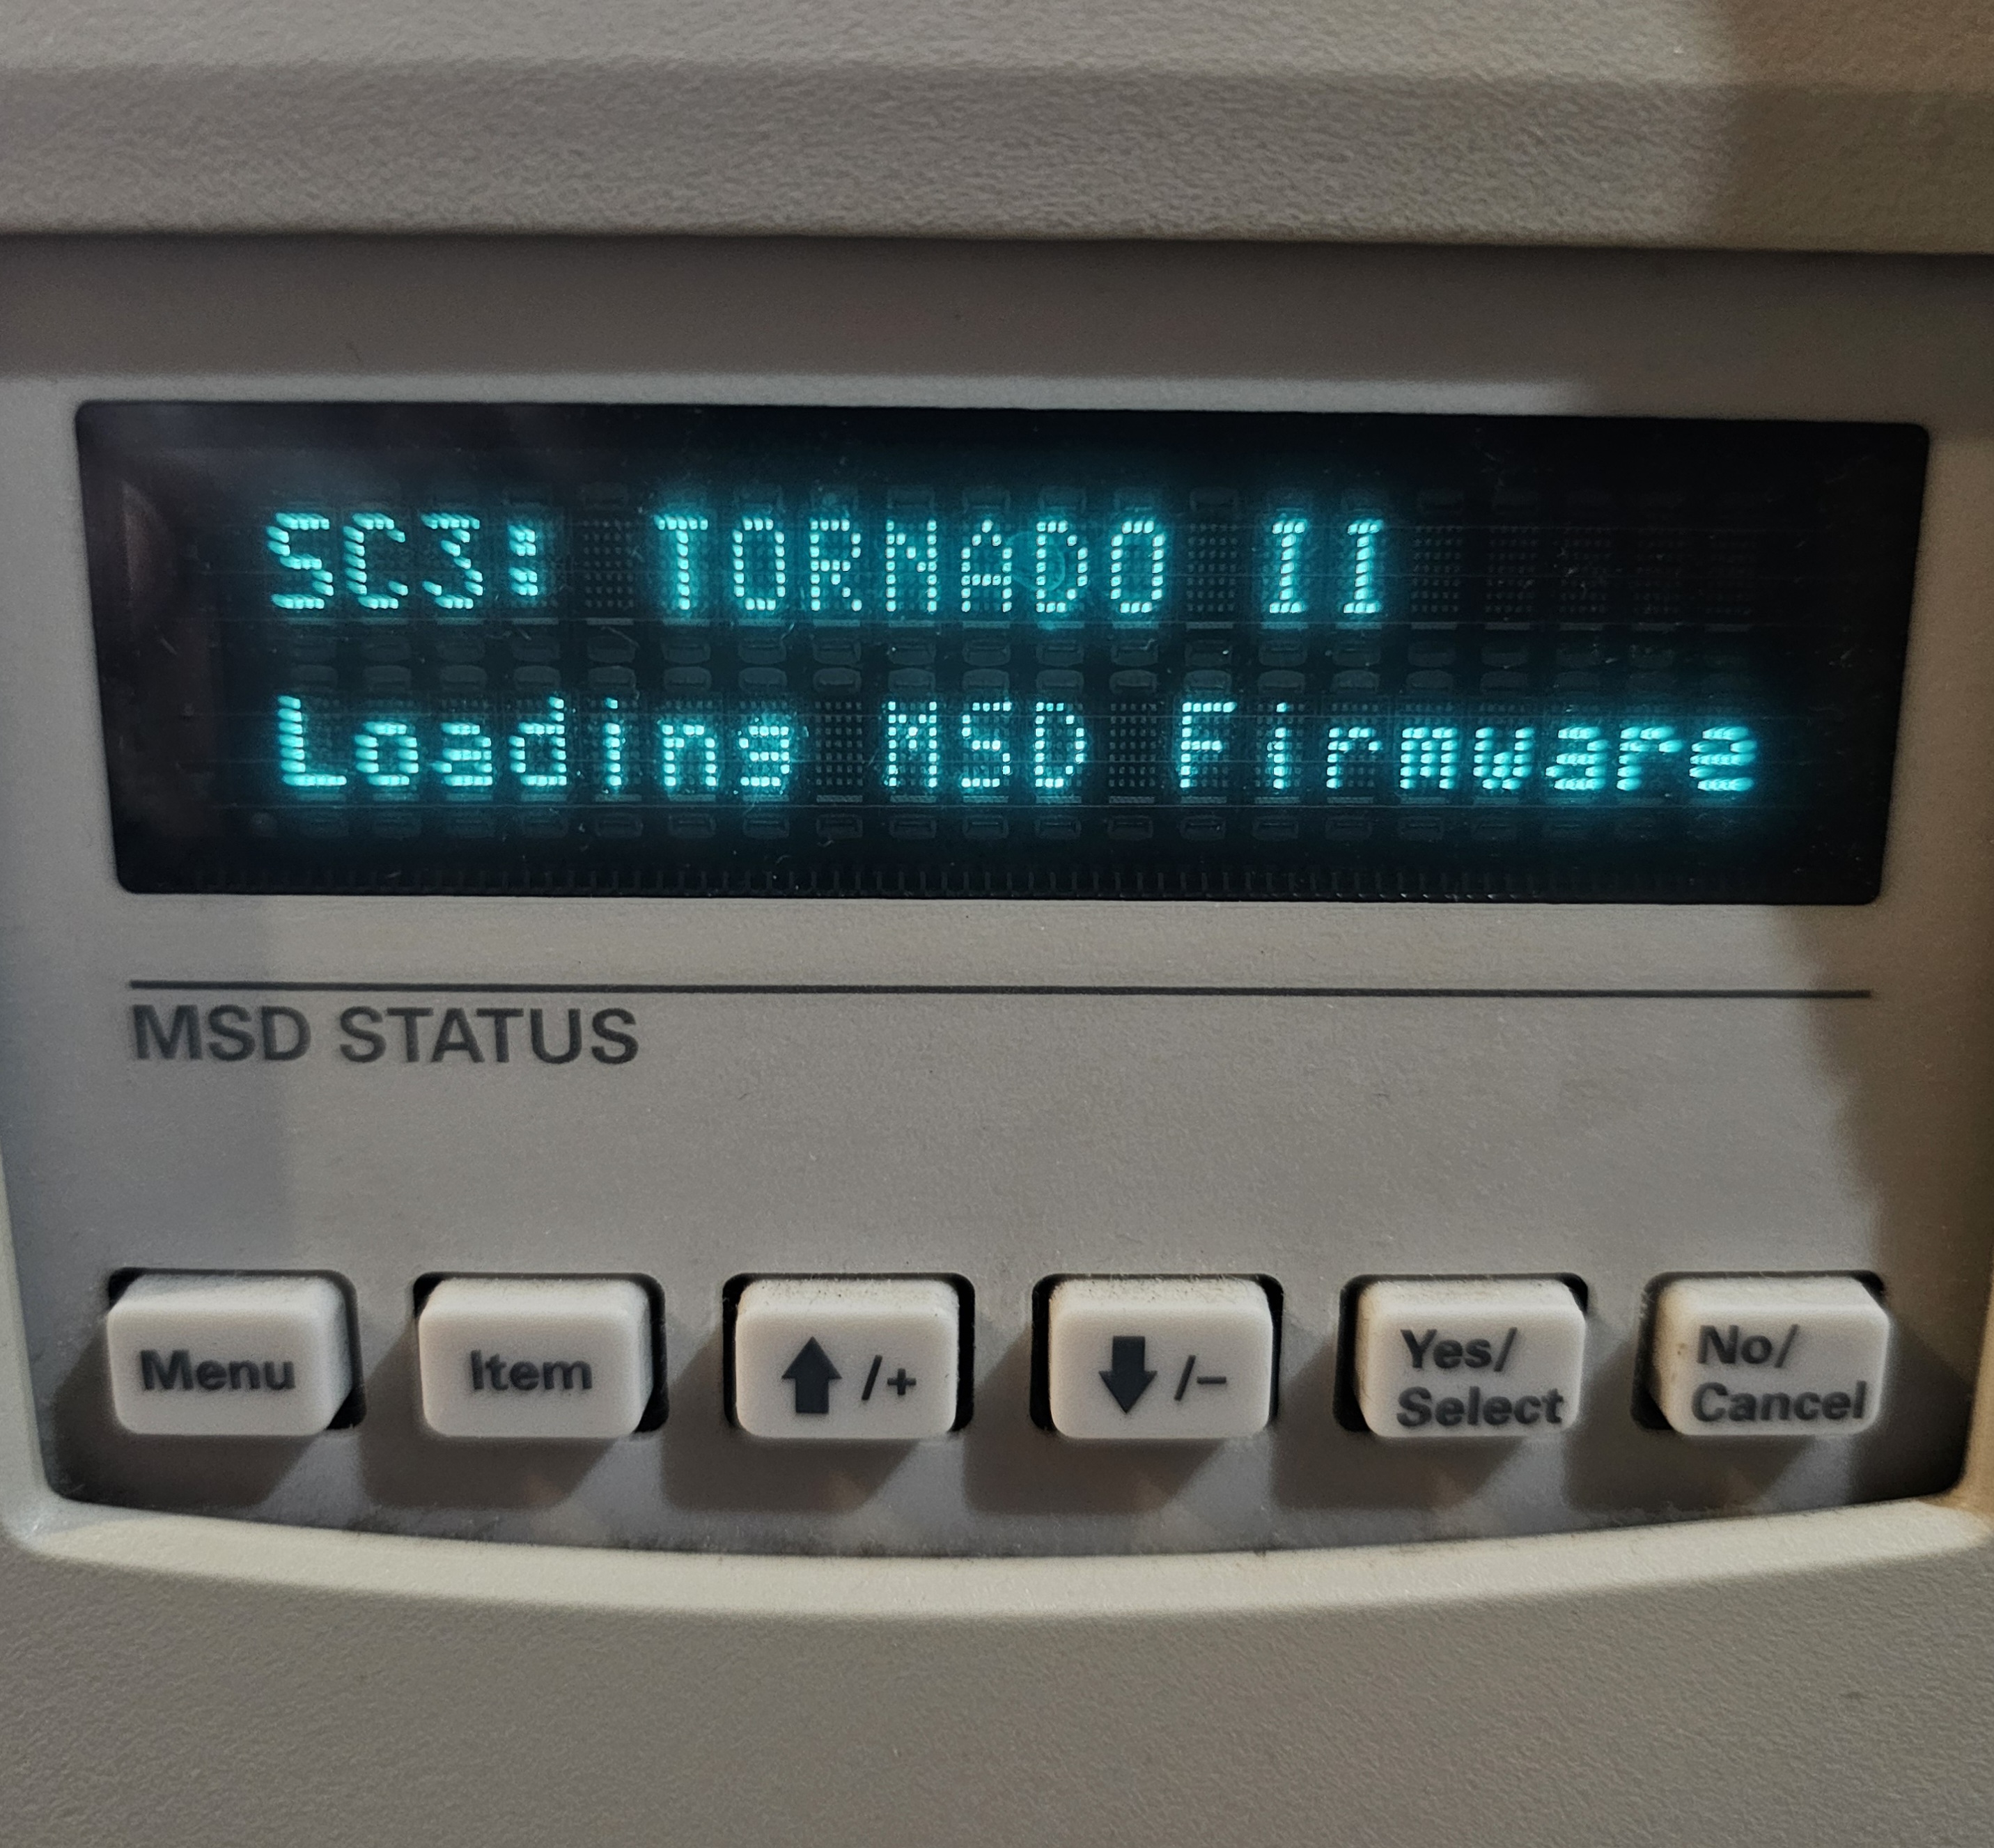 SC3: TORNADO II
Loading MSD Firmware
MSD STATUS
Menu
Item
⬆/+
⬇/−
Yes/
Select
No/
Cancel